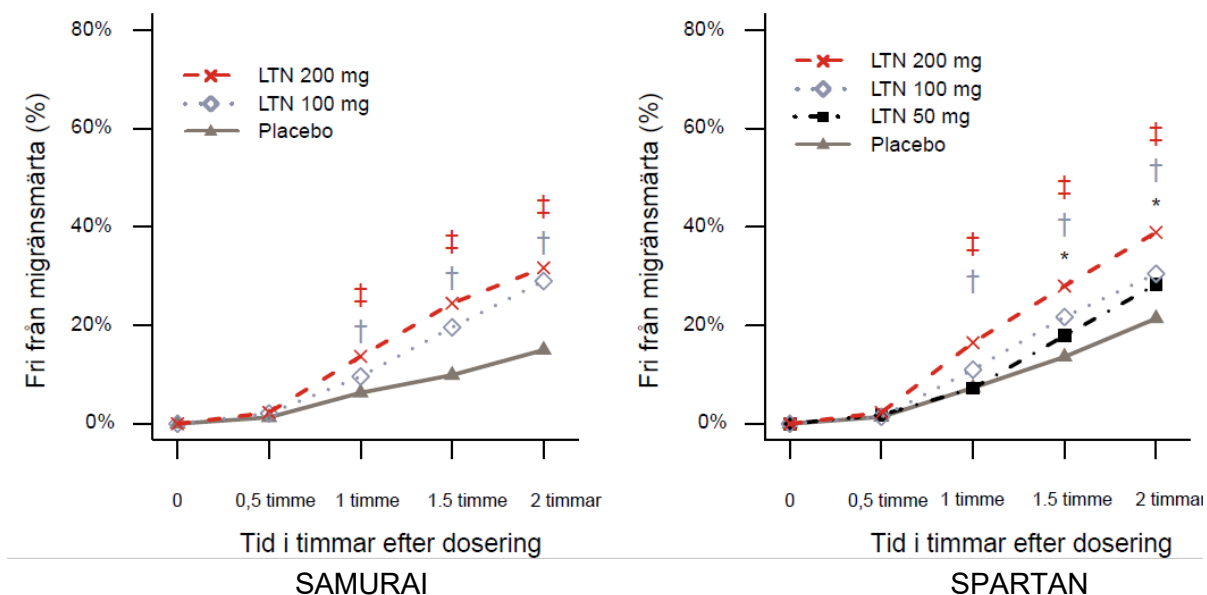 80%
60%
40%
20%
0%
Fri från migränsmärta (%)
LTN 200 mg
LTN 100 mg
Placebo
‡
†
‡
†
‡
†
0
0,5 timme
1 timme
1.5 timme
2 timmar
Tid i timmar efter dosering
SAMURAI
80%
60%
40%
20%
0%
Fri från migränsmärta (%)
LTN 200 mg
LTN 100 mg
LTN 50 mg
Placebo
‡
†
‡
†
*
‡
†
*
0
0,5 timme
1 timme
1.5 timme
2 timmar
Tid i timmar efter dosering
SPARTAN